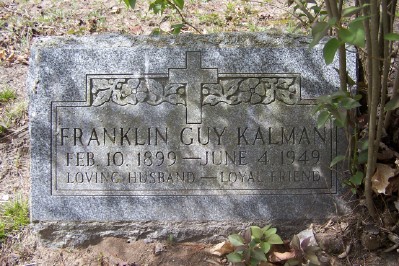 FRANKLIN GUY KALMAN
FEB. 10, 1899 — JUNE 4, 1949
LOVING HUSBAND — LOYAL FRIEND